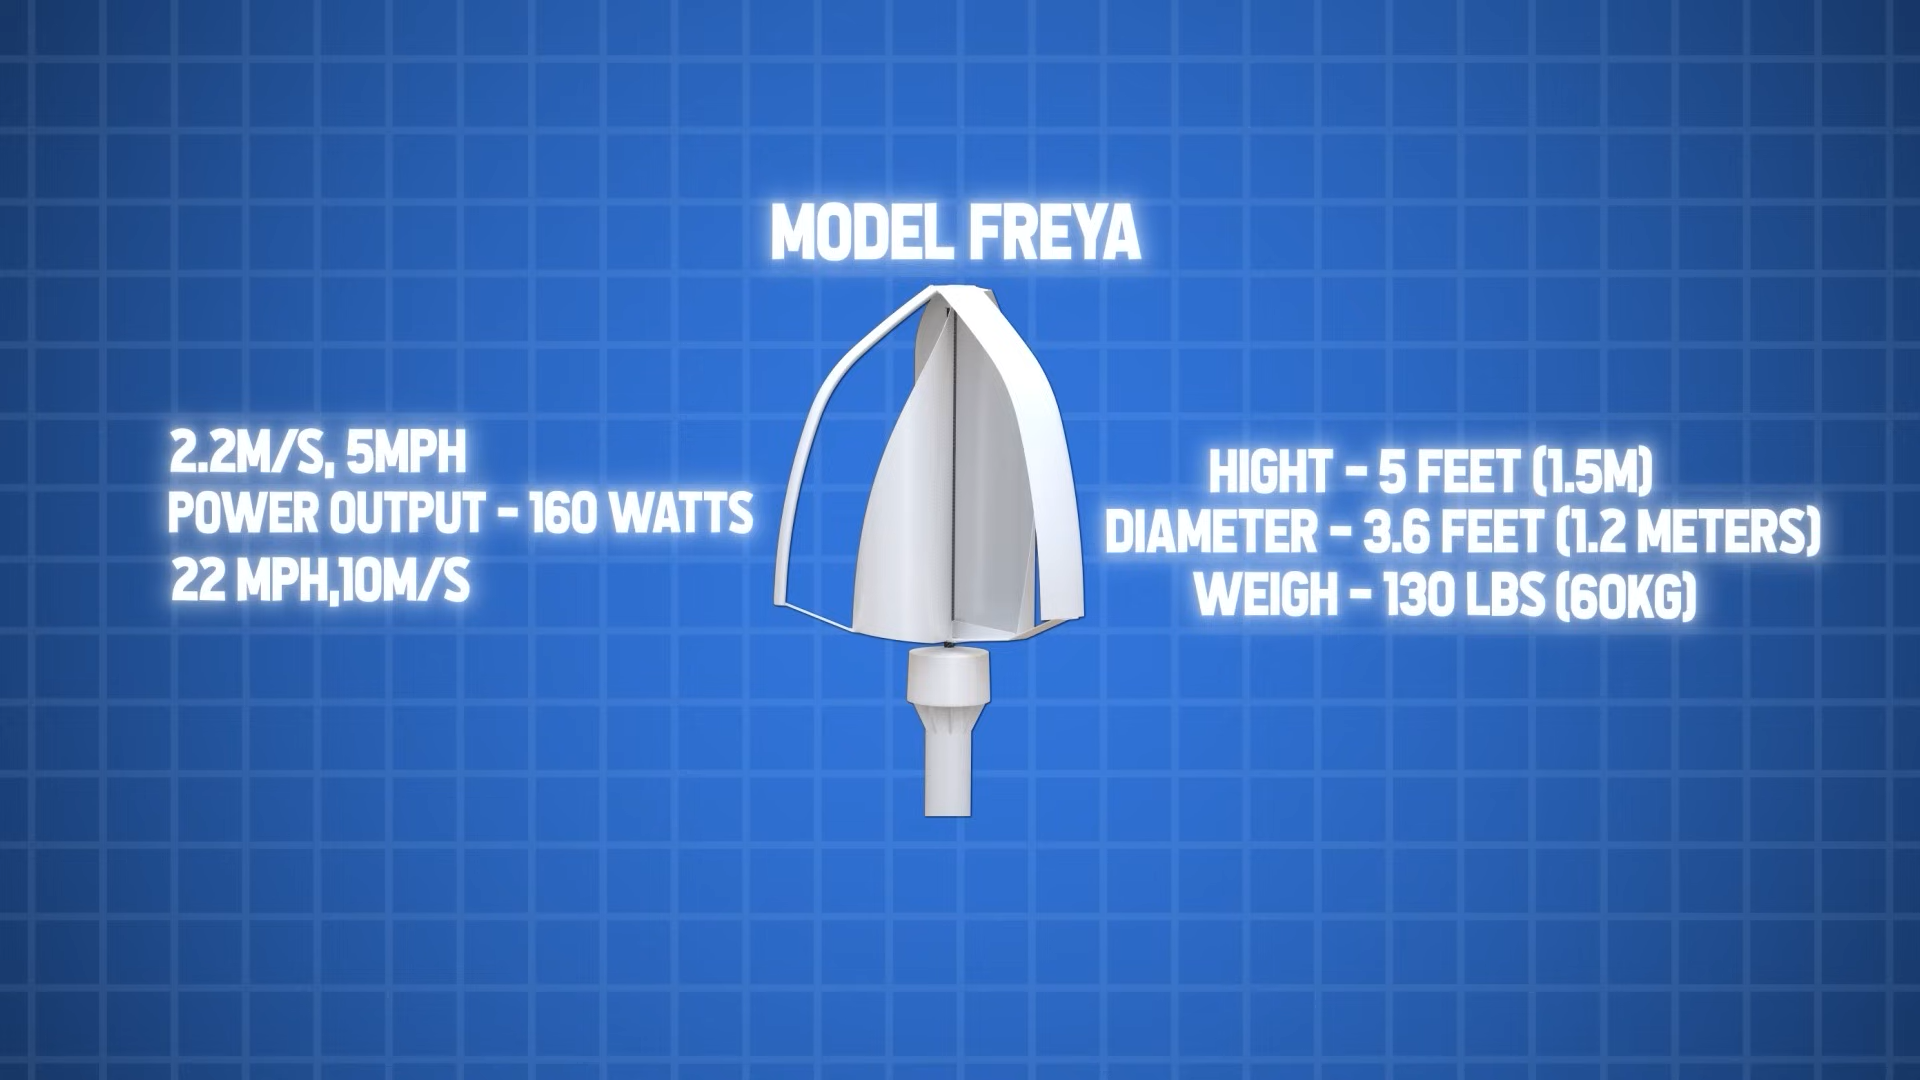 MODEL FREYA
2.2M/S, 5MPH
POWER OUTPUT - 160 WATTS
22 MPH,10M/S
HIGHT - 5 FEET (1.5M)
DIAMETER - 3.6 FEET (1.2 METERS)
WEIGH - 130 LBS (60KG)